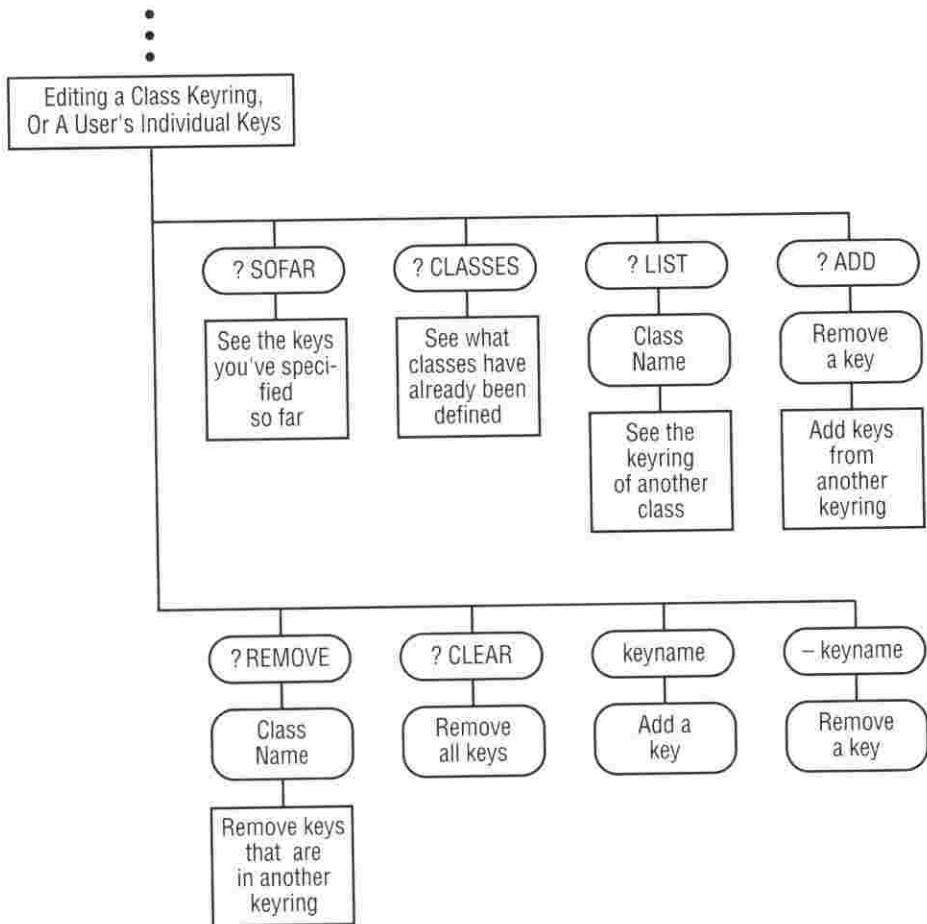 Editing a Class Keyring,
Or A User's Individual Keys
? SOFAR
See the keys
you've speci-
fied
so far
? CLASSES
See what
classes have
already been
defined
? LIST
Class
Name
See the
keyring
of another
class
? ADD
Remove
a key
Add keys
from
another
keyring
? REMOVE
Class
Name
Remove keys
that are
in another
keyring
? CLEAR
Remove
all keys
keyname
Add a
key
– keyname
Remove
a key